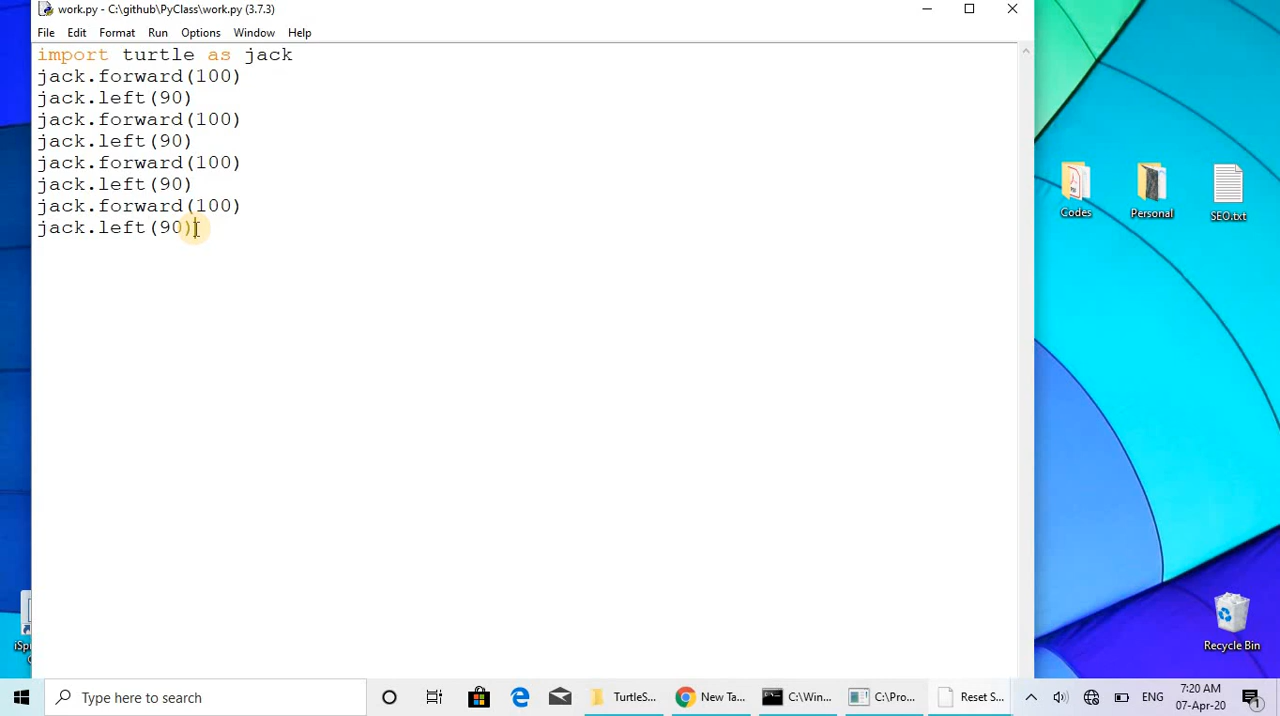 work.py - C:\github\PyClass\work.py (3.7.3)
File Edit Format Run Options Window Help
import turtle as jack
jack.forward(100)
jack.left(90)
jack.forward(100)
jack.left(90)
jack.forward(100)
jack.left(90)
jack.forward(100)
jack.left(90)
Codes
Personal
SEO.txt
Recycle Bin
iSpri
Type here to search
TurtleS...
New Ta...
C:\Win...
C:\Pro...
Reset S...
ENG
7:20 AM
07-Apr-20
1